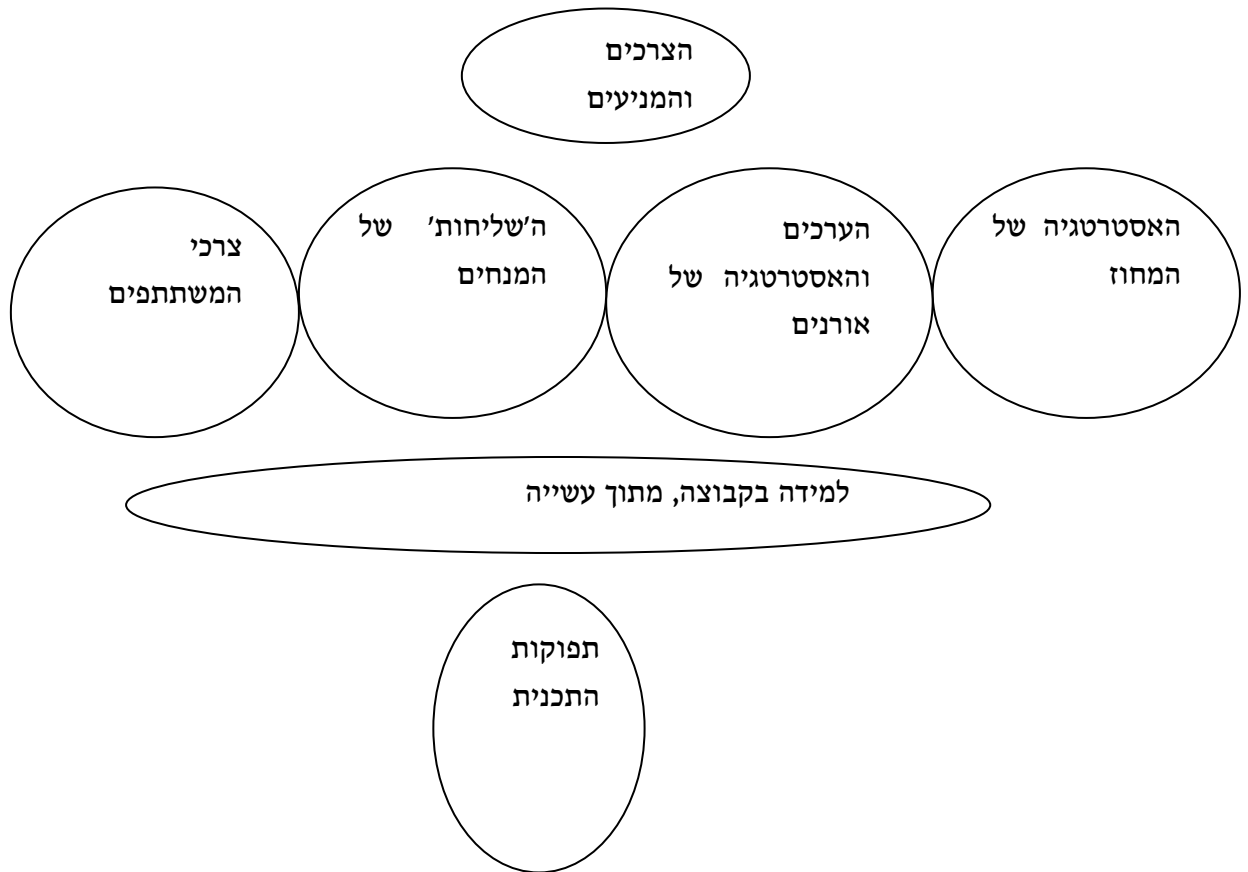 הצרכים
והמניעים
האסטרטגיה של
המחוז
הערכים
והאסטרטגיה של
אורנים
ה'שליחות' של
המנחים
צרכי
המשתתפים
למידה בקבוצה, מתוך עשייה
תפוקות
התכנית